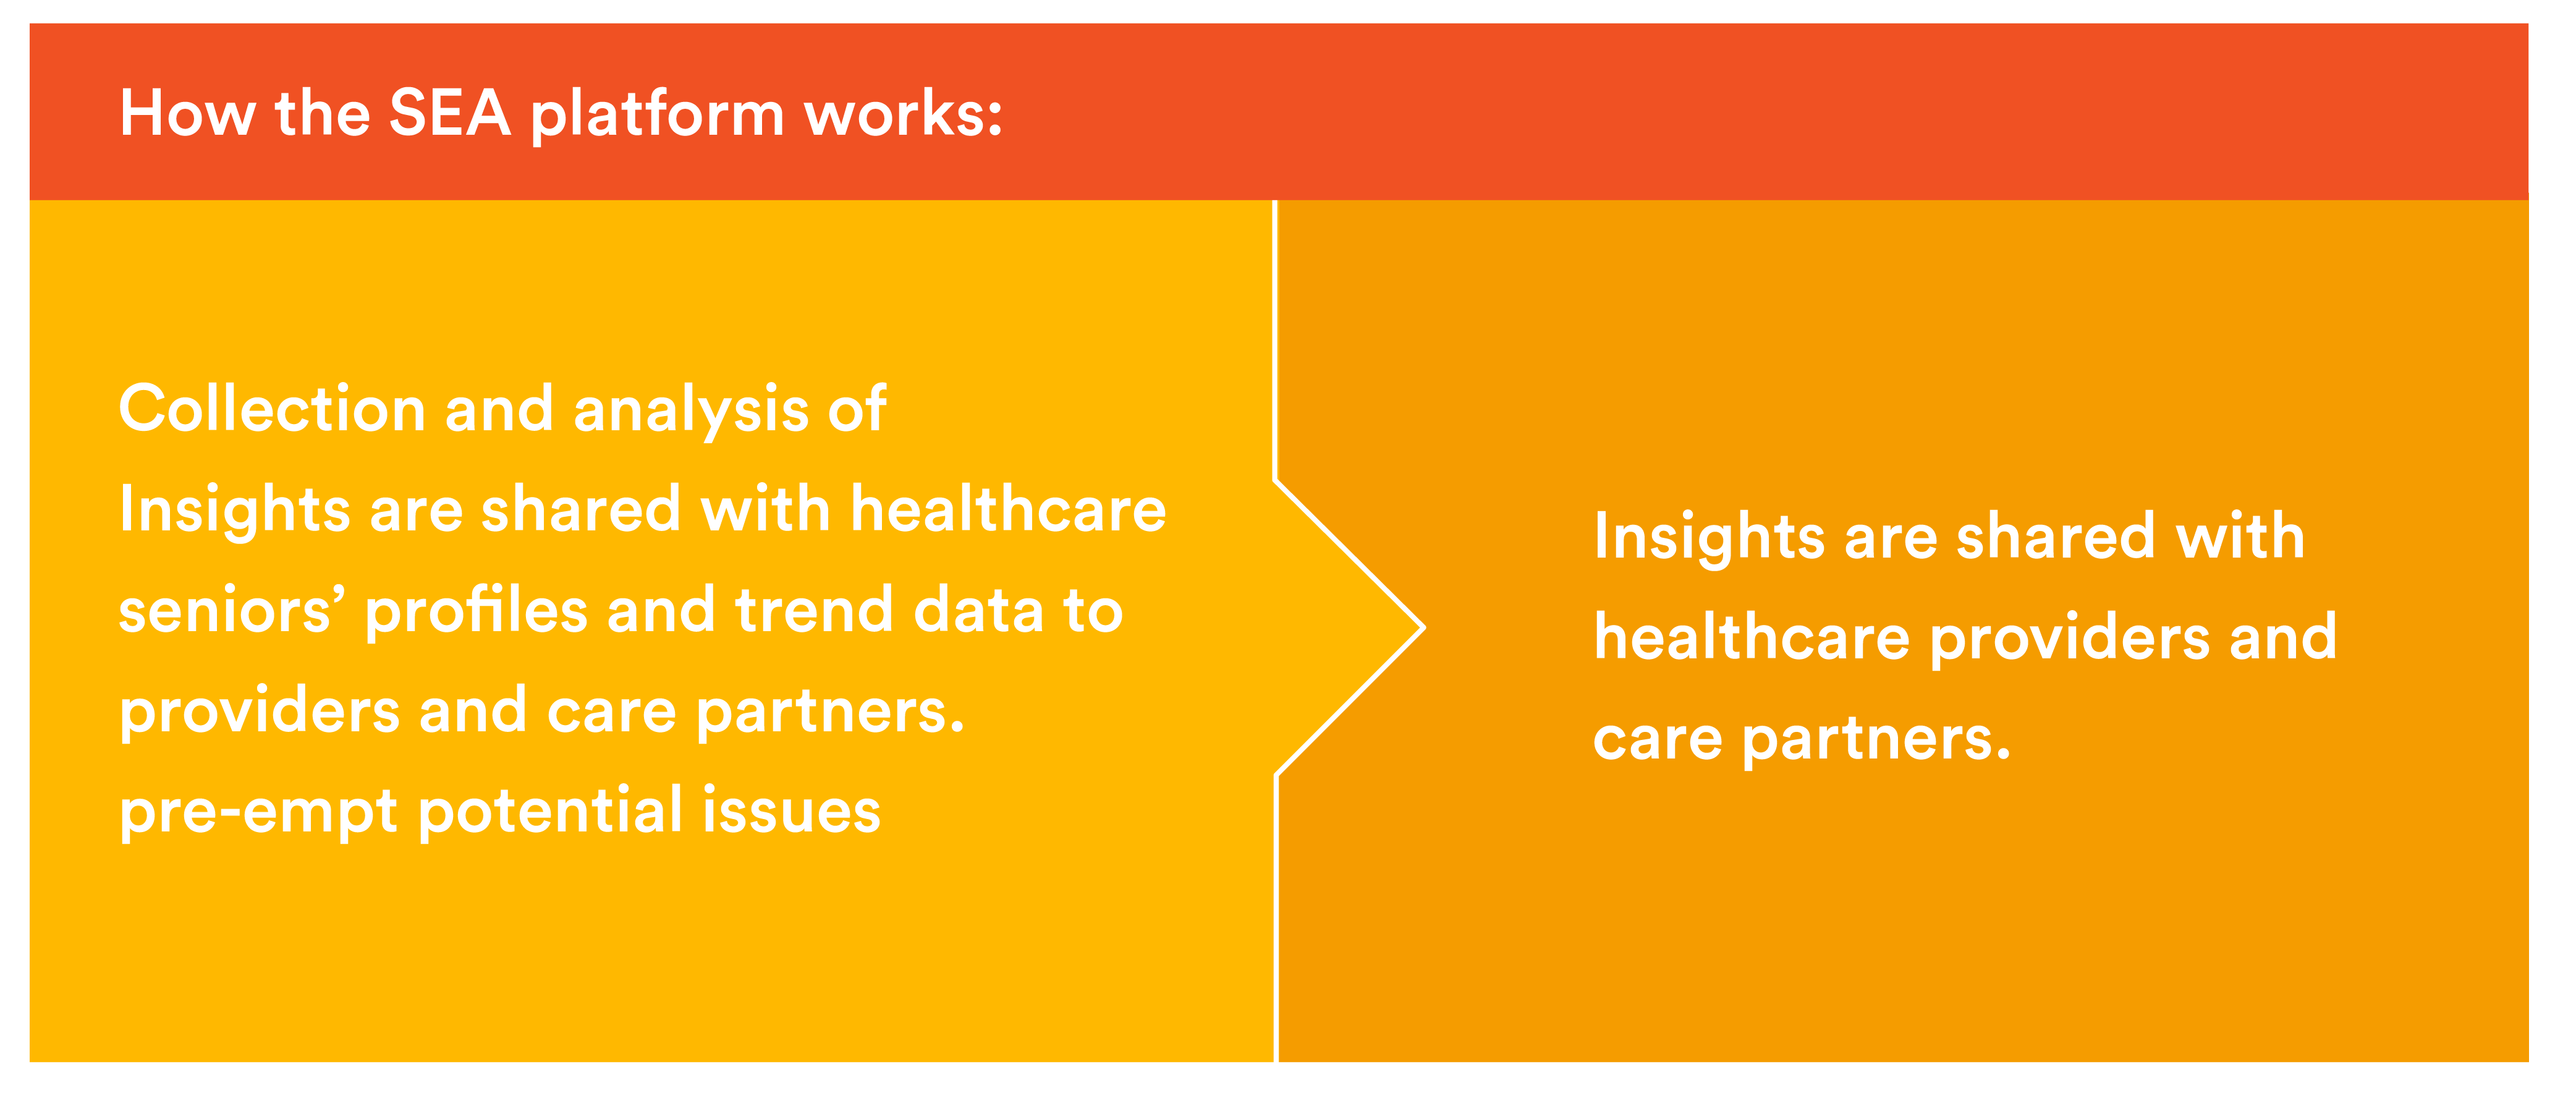 How the SEA platform works:
Collection and analysis of
Insights are shared with healthcare
seniors’ profiles and trend data to
providers and care partners.
pre-empt potential issues
Insights are shared with
healthcare providers and
care partners.